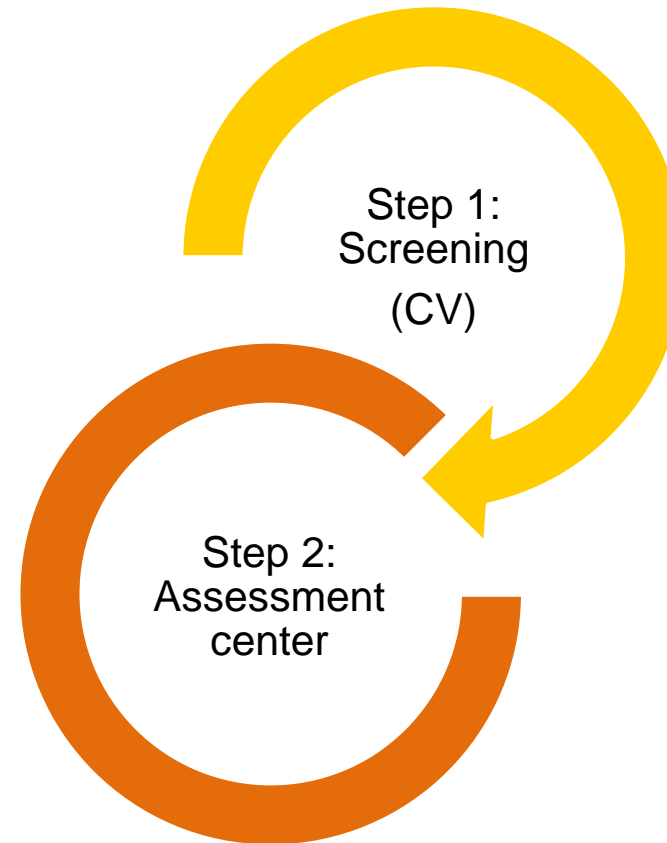 Step 1:
Screening
(CV)
Step 2:
Assessment
center